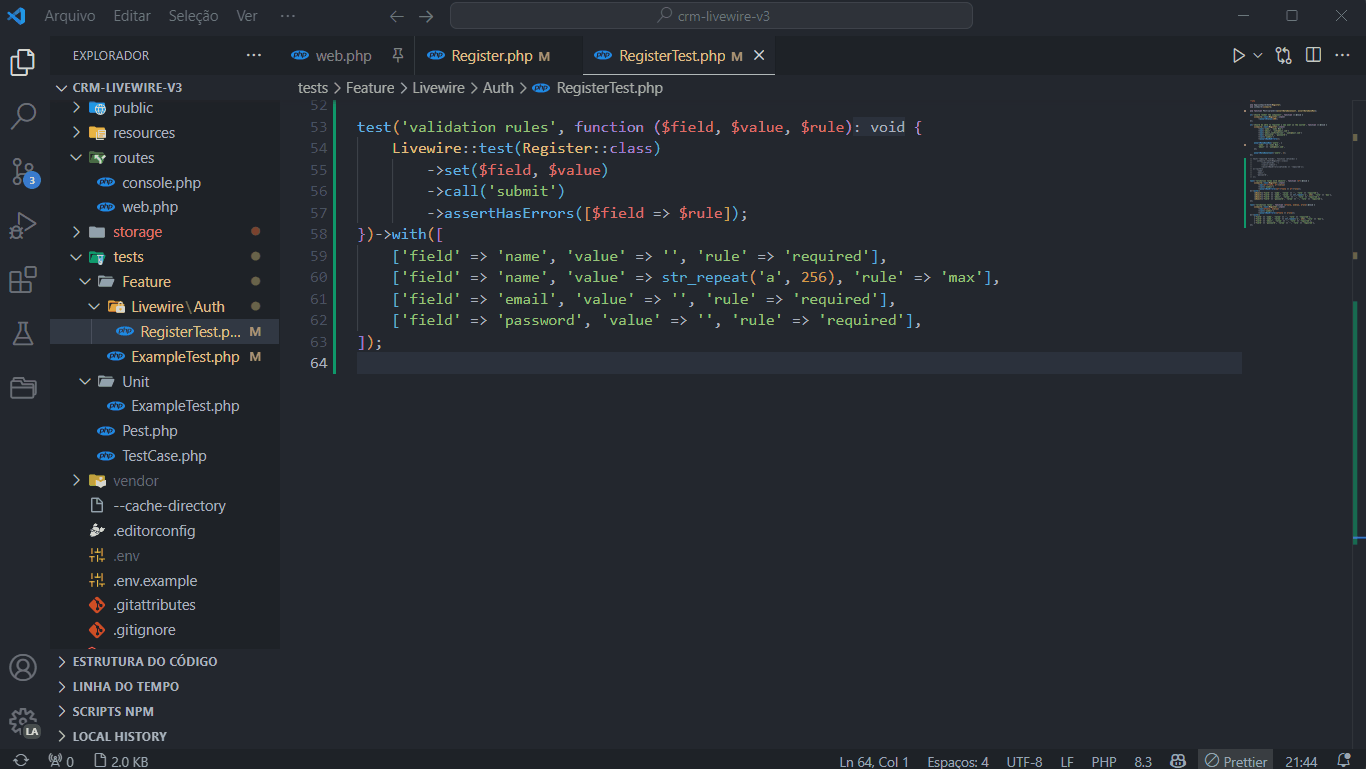 Arquivo Editar Seleção Ver ··· crm-livewire-v3
EXPLORADOR ···
web.php Register.php M RegisterTest.php M
CRM-LIVEWIRE-V3
public
resources
routes
console.php
web.php
storage
tests
Feature
Livewire\Auth
RegisterTest.p... M
ExampleTest.php M
Unit
ExampleTest.php
Pest.php
TestCase.php
vendor
--cache-directory
.editorconfig
.env
.env.example
.gitattributes
.gitignore
ESTRUTURA DO CÓDIGO
LINHA DO TEMPO
SCRIPTS NPM
LOCAL HISTORY
3
LA
tests > Feature > Livewire > Auth > RegisterTest.php
52
53 test('validation rules', function ($field, $value, $rule): void {
54     Livewire::test(Register::class)
55         ->set($field, $value)
56         ->call('submit')
57         ->assertHasErrors([$field => $rule]);
58 })->with([
59     ['field' => 'name', 'value' => '', 'rule' => 'required'],
60     ['field' => 'name', 'value' => str_repeat('a', 256), 'rule' => 'max'],
61     ['field' => 'email', 'value' => '', 'rule' => 'required'],
62     ['field' => 'password', 'value' => '', 'rule' => 'required'],
63 ]);
64
0 2.0 KB Ln 64, Col 1 Espaços: 4 UTF-8 LF PHP 8.3 Prettier 21:44